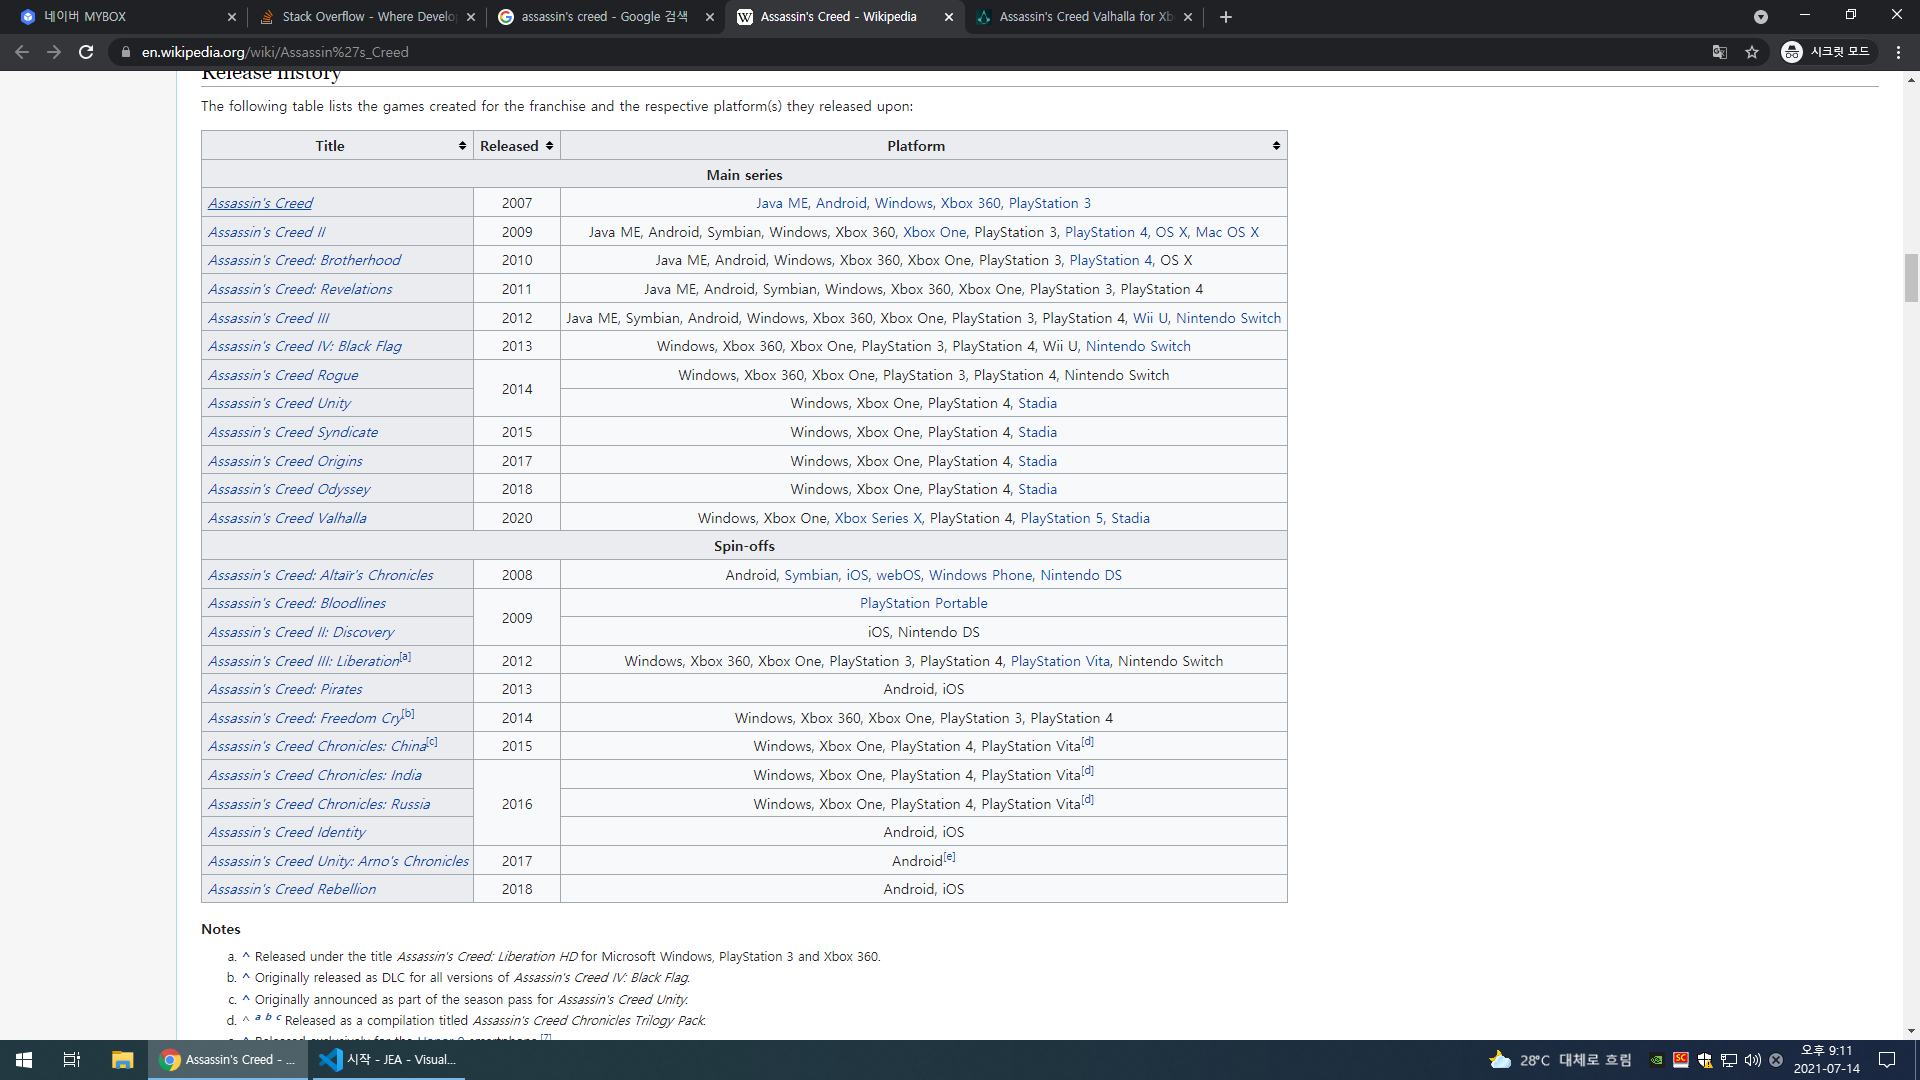 네이버 MYBOX
Stack Overflow - Where Develop
assassin's creed - Google 검색
Assassin's Creed - Wikipedia
Assassin's Creed Valhalla for Xb
en.wikipedia.org/wiki/Assassin%27s_Creed
시크릿 모드
Release history
The following table lists the games created for the franchise and the respective platform(s) they released upon:
Title Released Platform
Main series
Assassin's Creed 2007 Java ME, Android, Windows, Xbox 360, PlayStation 3
Assassin's Creed II 2009 Java ME, Android, Symbian, Windows, Xbox 360, Xbox One, PlayStation 3, PlayStation 4, OS X, Mac OS X
Assassin's Creed: Brotherhood 2010 Java ME, Android, Windows, Xbox 360, Xbox One, PlayStation 3, PlayStation 4, OS X
Assassin's Creed: Revelations 2011 Java ME, Android, Symbian, Windows, Xbox 360, Xbox One, PlayStation 3, PlayStation 4
Assassin's Creed III 2012 Java ME, Symbian, Android, Windows, Xbox 360, Xbox One, PlayStation 3, PlayStation 4, Wii U, Nintendo Switch
Assassin's Creed IV: Black Flag 2013 Windows, Xbox 360, Xbox One, PlayStation 3, PlayStation 4, Wii U, Nintendo Switch
Assassin's Creed Rogue 2014 Windows, Xbox 360, Xbox One, PlayStation 3, PlayStation 4, Nintendo Switch
Assassin's Creed Unity Windows, Xbox One, PlayStation 4, Stadia
Assassin's Creed Syndicate 2015 Windows, Xbox One, PlayStation 4, Stadia
Assassin's Creed Origins 2017 Windows, Xbox One, PlayStation 4, Stadia
Assassin's Creed Odyssey 2018 Windows, Xbox One, PlayStation 4, Stadia
Assassin's Creed Valhalla 2020 Windows, Xbox One, Xbox Series X, PlayStation 4, PlayStation 5, Stadia
Spin-offs
Assassin's Creed: Altaïr's Chronicles 2008 Android, Symbian, iOS, webOS, Windows Phone, Nintendo DS
Assassin's Creed: Bloodlines 2009 PlayStation Portable
Assassin's Creed II: Discovery iOS, Nintendo DS
Assassin's Creed III: Liberation[a] 2012 Windows, Xbox 360, Xbox One, PlayStation 3, PlayStation 4, PlayStation Vita, Nintendo Switch
Assassin's Creed: Pirates 2013 Android, iOS
Assassin's Creed: Freedom Cry[b] 2014 Windows, Xbox 360, Xbox One, PlayStation 3, PlayStation 4
Assassin's Creed Chronicles: China[c] 2015 Windows, Xbox One, PlayStation 4, PlayStation Vita[d]
Assassin's Creed Chronicles: India 2016 Windows, Xbox One, PlayStation 4, PlayStation Vita[d]
Assassin's Creed Chronicles: Russia Windows, Xbox One, PlayStation 4, PlayStation Vita[d]
Assassin's Creed Identity Android, iOS
Assassin's Creed Unity: Arno's Chronicles 2017 Android[e]
Assassin's Creed Rebellion 2018 Android, iOS
Notes
a. ^ Released under the title Assassin's Creed: Liberation HD for Microsoft Windows, PlayStation 3 and Xbox 360.
b. ^ Originally released as DLC for all versions of Assassin's Creed IV: Black Flag.
c. ^ Originally announced as part of the season pass for Assassin's Creed Unity.
d. ^ a b c Released as a compilation titled Assassin's Creed Chronicles Trilogy Pack.
e. ^ Released exclusively for the Honor 9 smartphone.[7]
Assassin's Creed - ...
시작 - JEA - Visual...
28°C 대체로 흐림
SC
오후 9:11
2021-07-14